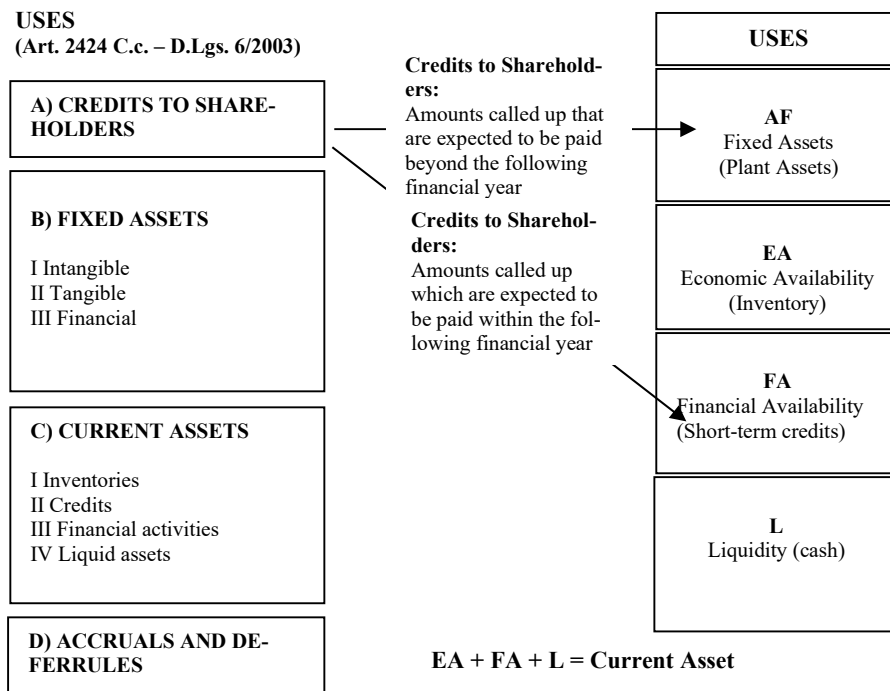 USES
(Art. 2424 C.c. – D.Lgs. 6/2003)
A) CREDITS TO SHARE-
HOLDERS
B) FIXED ASSETS
I Intangible
II Tangible
III Financial
C) CURRENT ASSETS
I Inventories
II Credits
III Financial activities
IV Liquid assets
D) ACCRUALS AND DE-
FERRULES
Credits to Sharehold-
ers:
Amounts called up that
are expected to be paid
beyond the following
financial year
Credits to Sharehol-
ders:
Amounts called up
which are expected to
be paid within the fol-
lowing financial year
USES
AF
Fixed Assets
(Plant Assets)
EA
Economic Availability
(Inventory)
FA
Financial Availability
(Short-term credits)
L
Liquidity (cash)
EA + FA + L = Current Asset